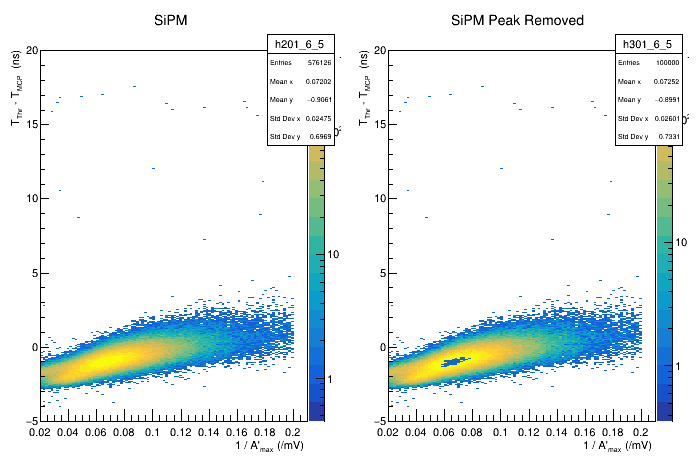 SiPM
h201_6_5
Entries 576126
Mean x 0.07202
Mean y −0.9061
Std Dev x 0.02475
Std Dev y 0.6969
T_Thr - T_MCP (ns)
20
15
10
5
0
−5
0.02 0.04 0.06 0.08 0.1 0.12 0.14 0.16 0.18 0.2
1 / A'_max (/mV)
10
1
SiPM Peak Removed
h301_6_5
Entries 100000
Mean x 0.07252
Mean y −0.8991
Std Dev x 0.02601
Std Dev y 0.7331
T_Thr - T_MCP (ns)
20
15
10
5
0
−5
0.02 0.04 0.06 0.08 0.1 0.12 0.14 0.16 0.18 0.2
1 / A'_max (/mV)
10
1